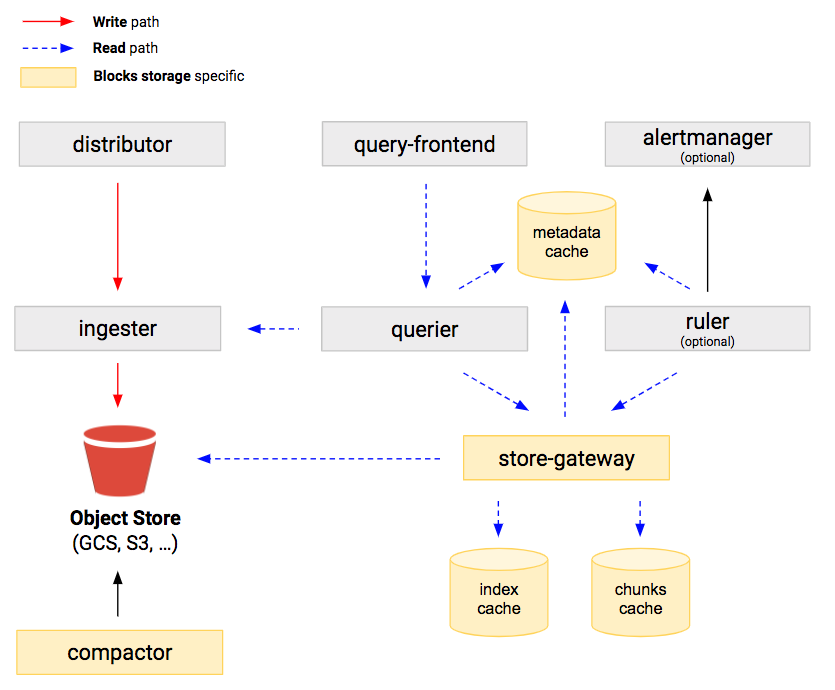 Write path
Read path
Blocks storage specific
distributor
query-frontend
alertmanager
(optional)
metadata
cache
ingester
querier
ruler
(optional)
store-gateway
Object Store
(GCS, S3, ...)
index
cache
chunks
cache
compactor